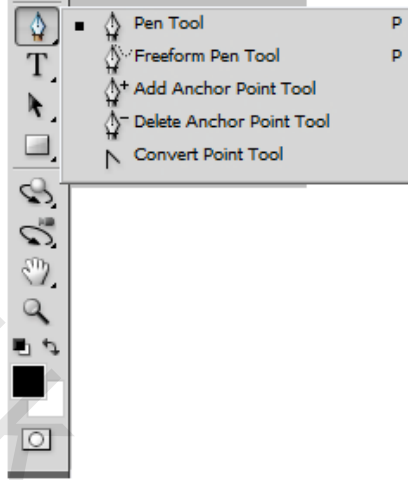 Pen Tool P
Freeform Pen Tool P
Add Anchor Point Tool
Delete Anchor Point Tool
Convert Point Tool
T